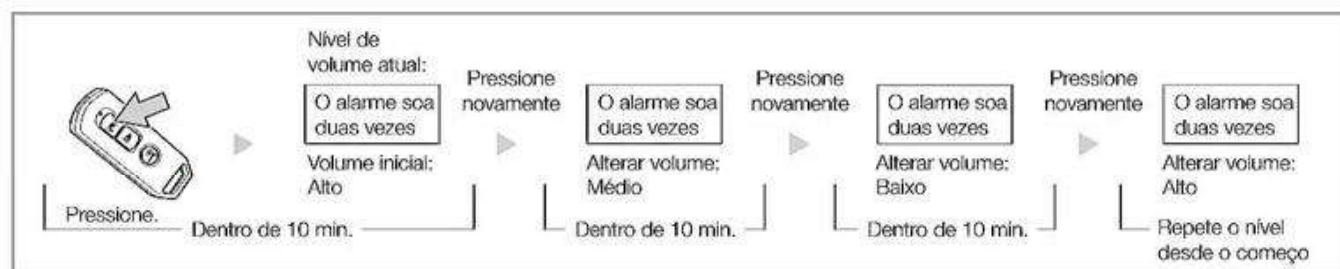 Pressione.
Nível de
volume atual:
O alarme soa
duas vezes
Volume inicial:
Alto
Dentro de 10 min.
Pressione
novamente
O alarme soa
duas vezes
Alterar volume:
Médio
Dentro de 10 min.
Pressione
novamente
O alarme soa
duas vezes
Alterar volume:
Baixo
Dentro de 10 min.
Pressione
novamente
O alarme soa
duas vezes
Alterar volume:
Alto
Repete o nível
desde o começo